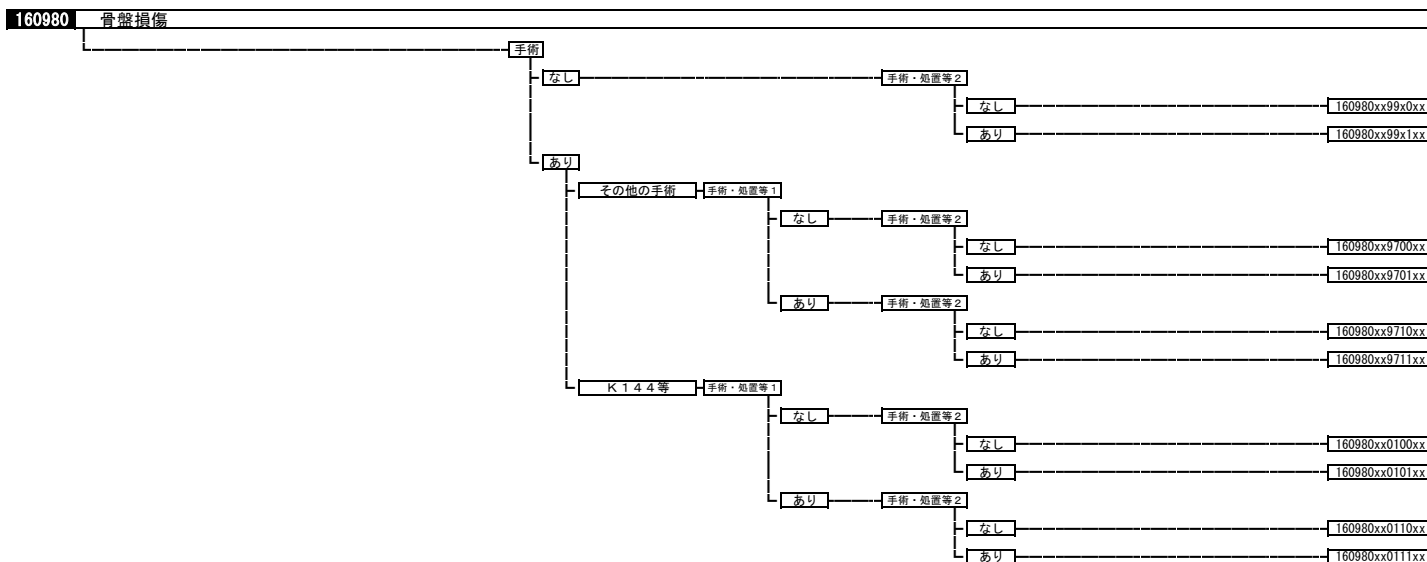 160980 骨盤損傷
手術
なし 手術・処置等2
なし 160980xx99x0xx
あり 160980xx99x1xx
あり
その他の手術 手術・処置等1
なし 手術・処置等2
なし 160980xx9700xx
あり 160980xx9701xx
あり 手術・処置等2
なし 160980xx9710xx
あり 160980xx9711xx
K144等 手術・処置等1
なし 手術・処置等2
なし 160980xx0100xx
あり 160980xx0101xx
あり 手術・処置等2
なし 160980xx0110xx
あり 160980xx0111xx